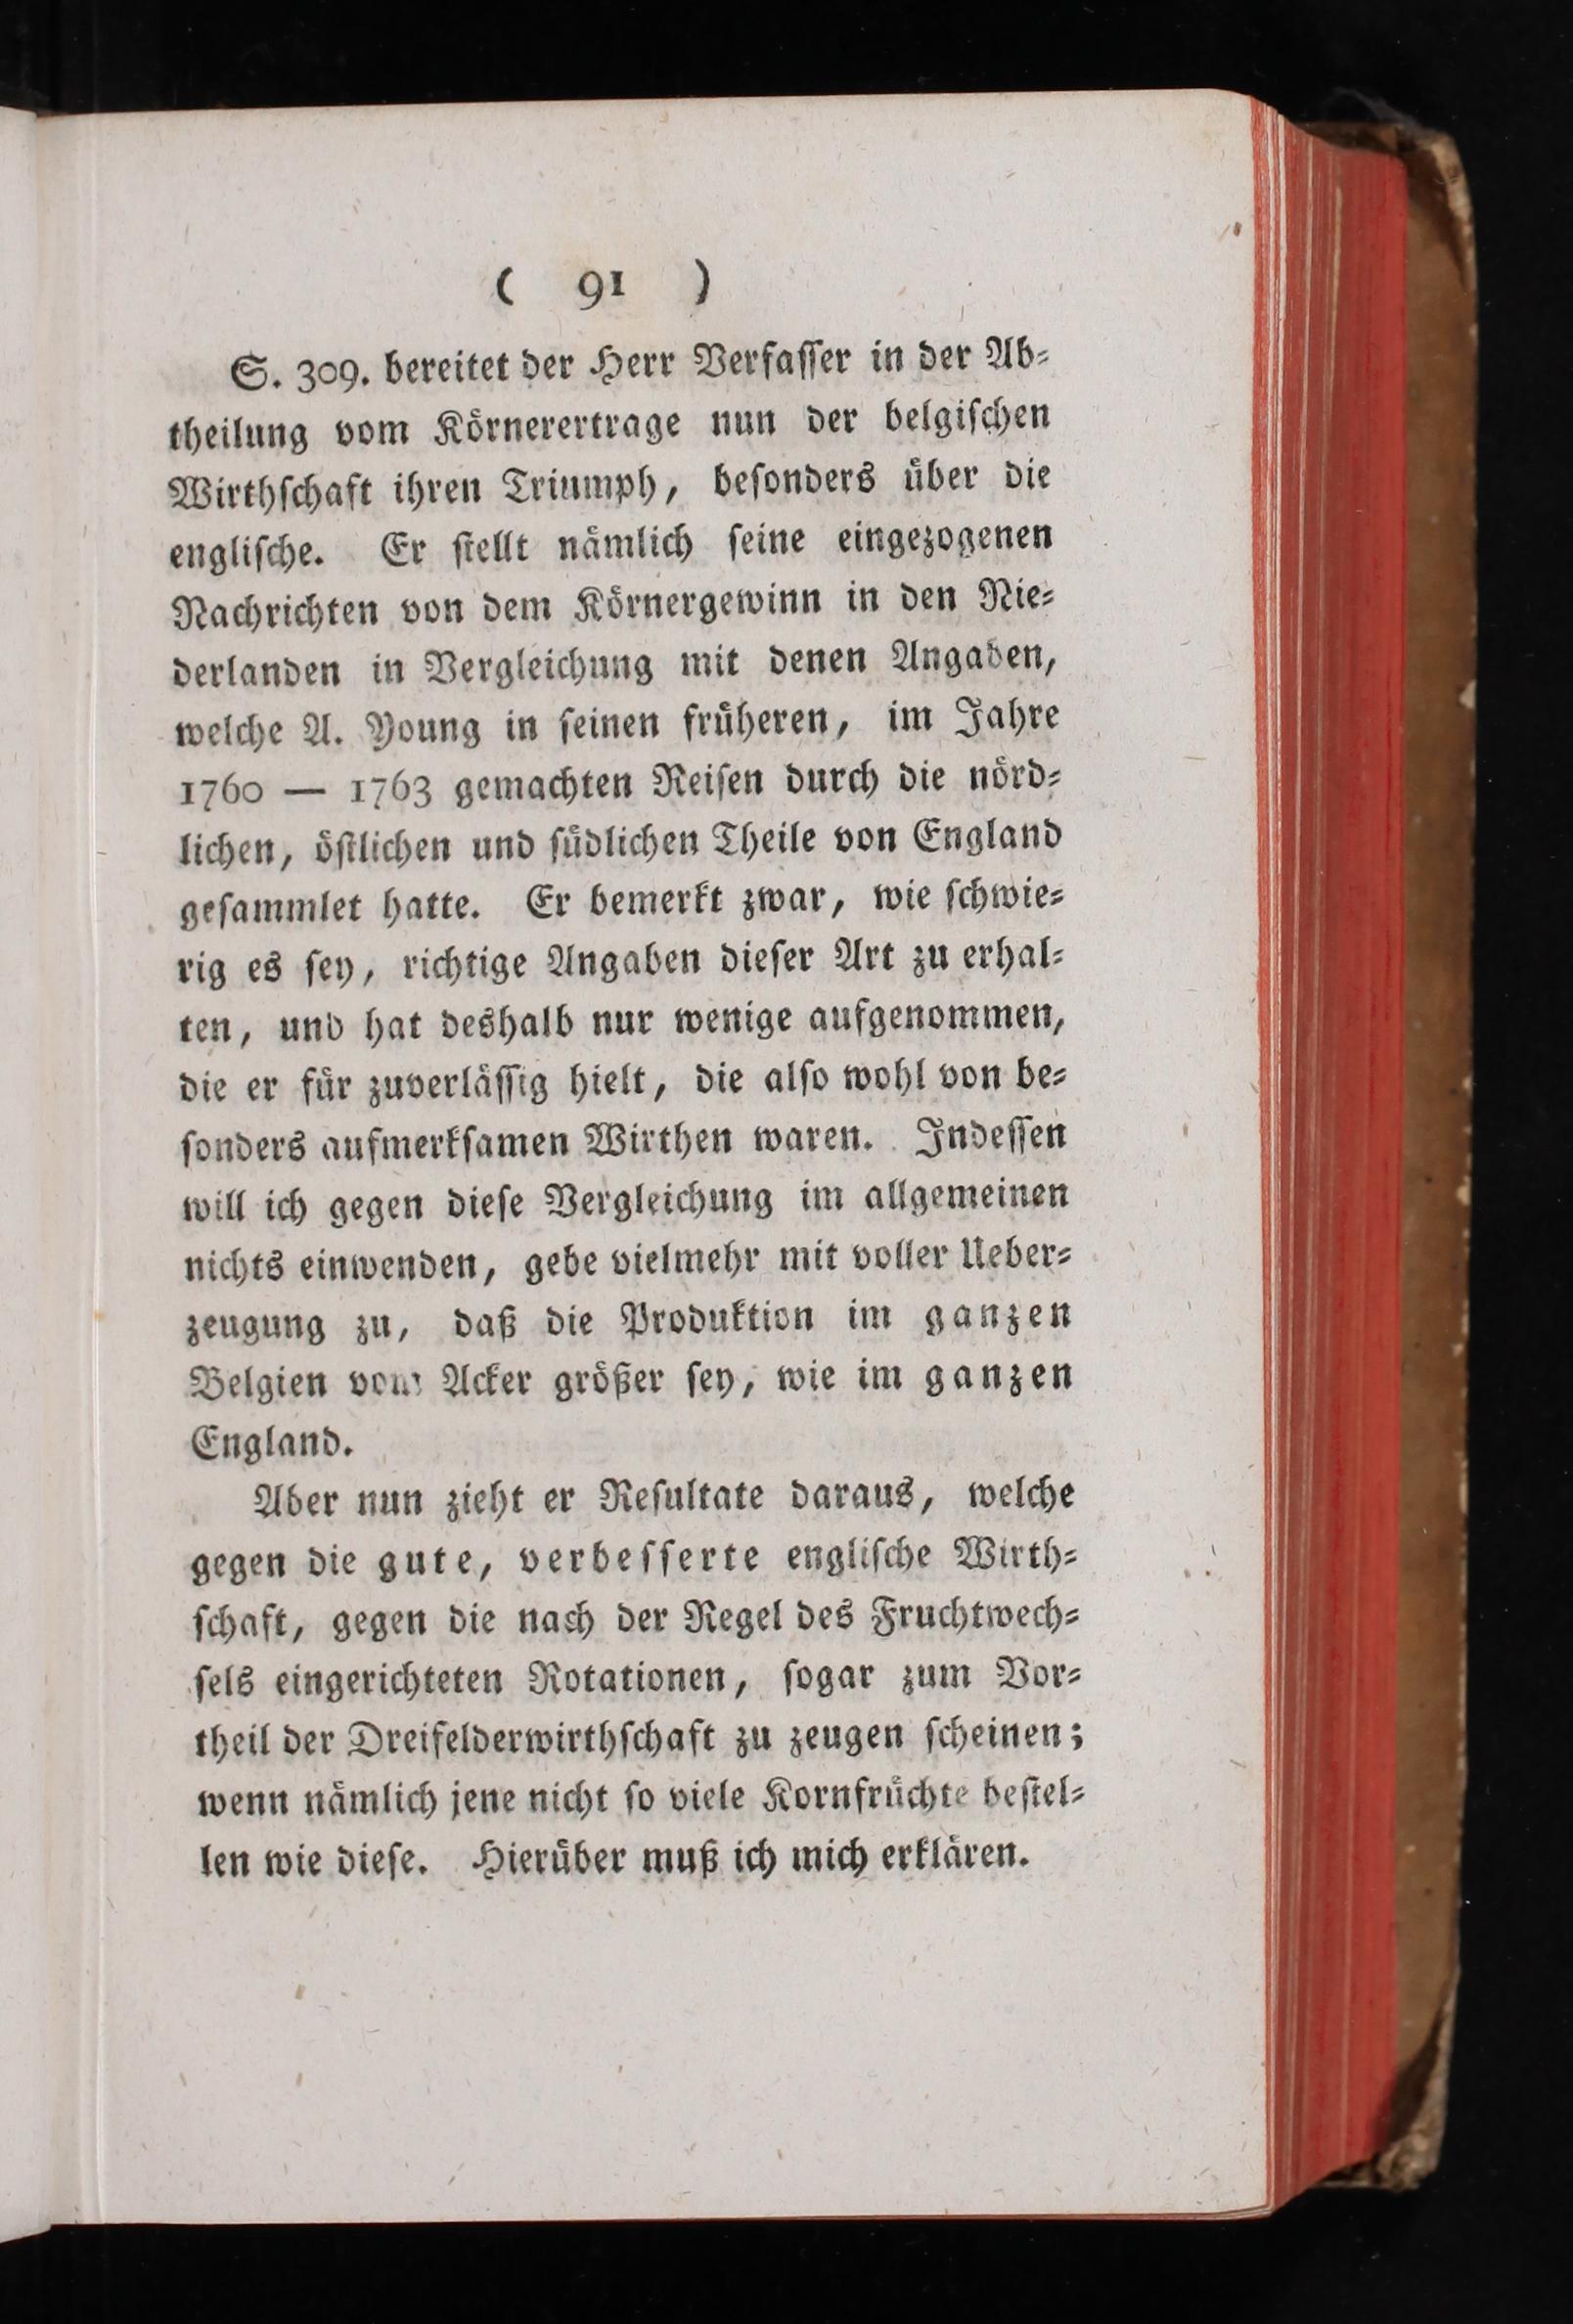 ( 91 )
S. 309. bereitet der Herr Verfasser in der Ab-
theilung vom Körnerertrage nun der belgischen
Wirthschaft ihren Triumph, besonders über die
englische. Er stellt nämlich seine eingezogenen
Nachrichten von dem Körnergewinn in den Nie-
derlanden in Vergleichung mit denen Angaben,
welche A. Young in seinen früheren, im Jahre
1760 — 1763 gemachten Reisen durch die nörd-
lichen, östlichen und südlichen Theile von England
gesammlet hatte. Er bemerkt zwar, wie schwie-
rig es sey, richtige Angaben dieser Art zu erhal-
ten, und hat deshalb nur wenige aufgenommen,
die er für zuverlässig hielt, die also wohl von be-
sonders aufmerksamen Wirthen waren. Indessen
will ich gegen diese Vergleichung im allgemeinen
nichts einwenden, gebe vielmehr mit voller Ueber-
zeugung zu, daß die Produktion im ganzen
Belgien vom Acker größer sey, wie im ganzen
England.
Aber nun zieht er Resultate daraus, welche
gegen die gute, verbesserte englische Wirth-
schaft, gegen die nach der Regel des Fruchtwech-
sels eingerichteten Rotationen, sogar zum Vor-
theil der Dreifelderwirthschaft zu zeugen scheinen;
wenn nämlich jene nicht so viele Kornfrüchte bestel-
len wie diese. Hierüber muß ich mich erklären.